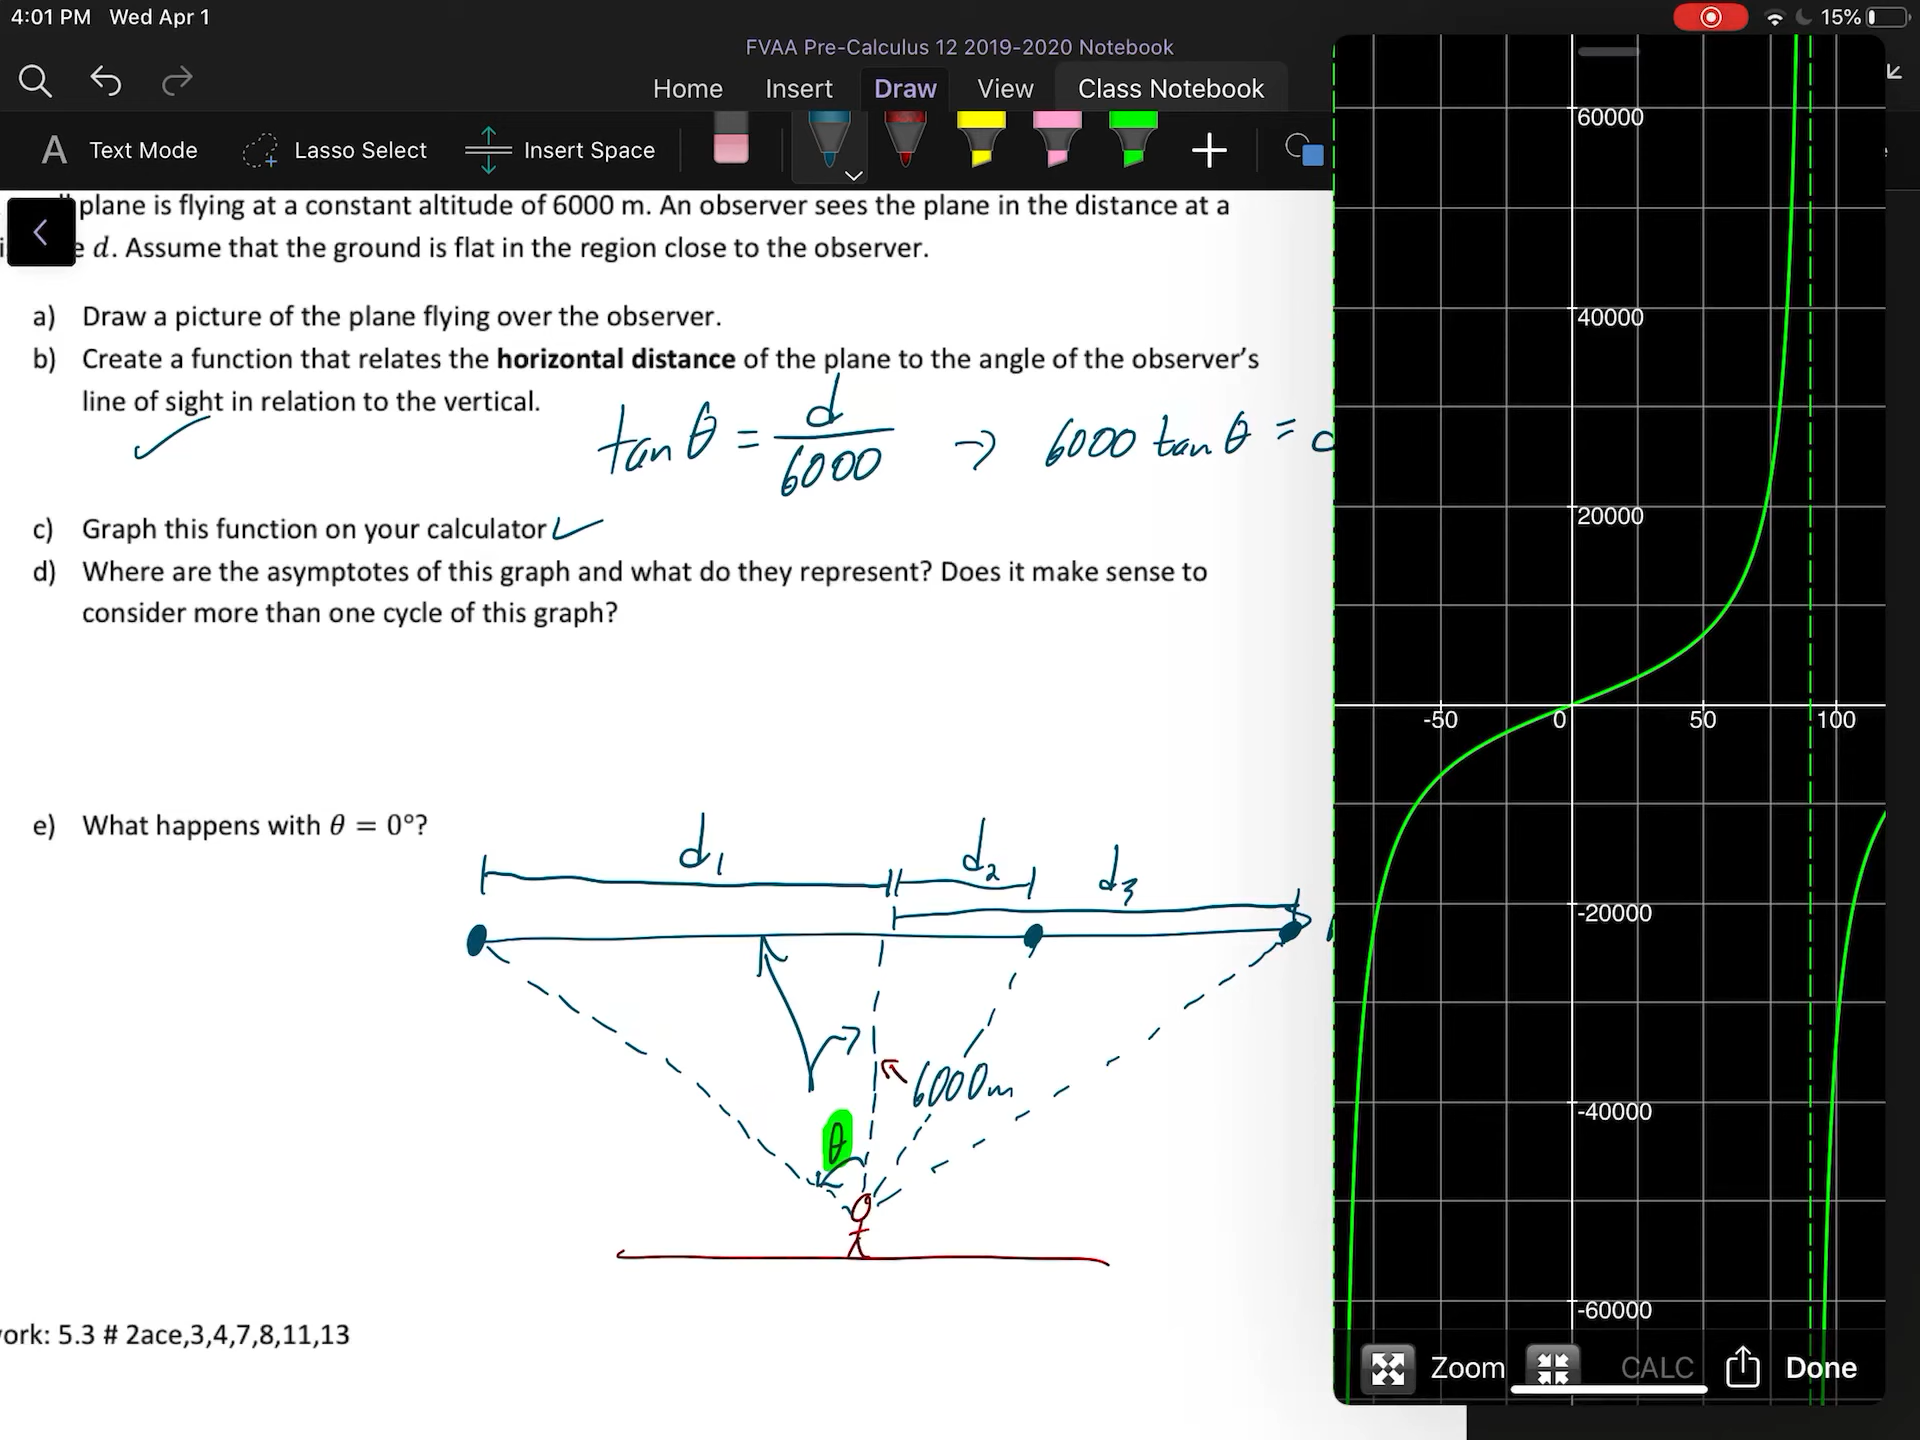 4:01 PM Wed Apr 1
15%
FVAA Pre-Calculus 12 2019-2020 Notebook
Home Insert Draw View Class Notebook
A Text Mode Lasso Select Insert Space
plane is flying at a constant altitude of 6000 m. An observer sees the plane in the distance at a
d. Assume that the ground is flat in the region close to the observer.
a) Draw a picture of the plane flying over the observer.
b) Create a function that relates the horizontal distance of the plane to the angle of the observer's
line of sight in relation to the vertical.
tan θ = d/6000 → 6000 tan θ =
c) Graph this function on your calculator
d) Where are the asymptotes of this graph and what do they represent? Does it make sense to
consider more than one cycle of this graph?
e) What happens with θ = 0°?
d₁ d₂ d₃
6000m
θ
5.3 # 2ace,3,4,7,8,11,13
60000
40000
20000
-50 0 50 100
-20000
-40000
-60000
Zoom CALC Done